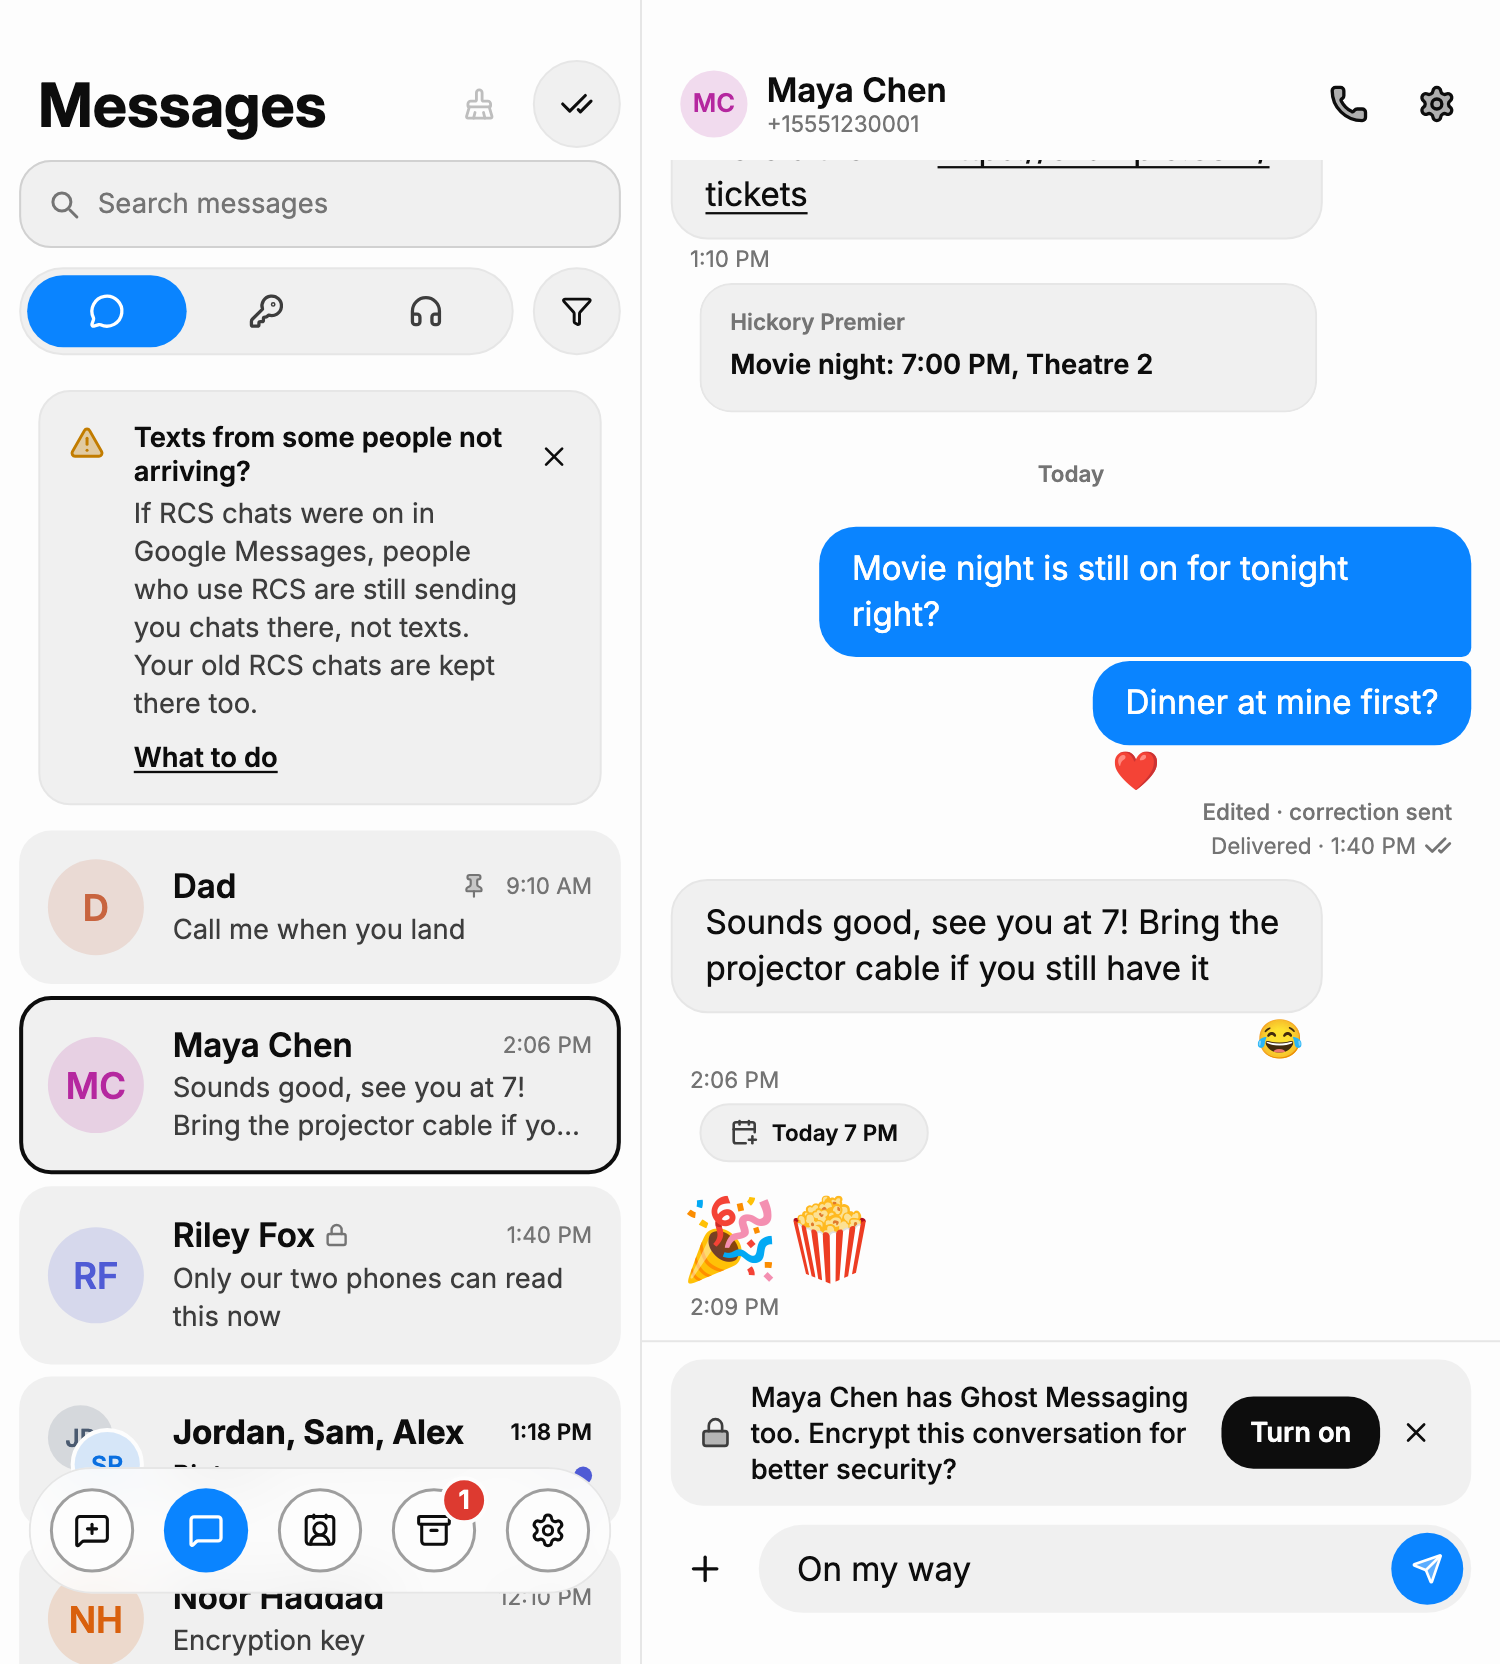 Messages
Search messages
Texts from some people not
arriving?
If RCS chats were on in
Google Messages, people
who use RCS are still sending
you chats there, not texts.
Your old RCS chats are kept
there too.
What to do
D
Dad
9:10 AM
Call me when you land
MC
Maya Chen
2:06 PM
Sounds good, see you at 7!
Bring the projector cable if yo...
RF
Riley Fox
1:40 PM
Only our two phones can read
this now
Jordan, Sam, Alex
1:18 PM
SP
1
NH
Noor Haddad
12:10 PM
Encryption key
MC
Maya Chen
+15551230001
tickets
1:10 PM
Hickory Premier
Movie night: 7:00 PM, Theatre 2
Today
Movie night is still on for tonight
right?
Dinner at mine first?
Edited · correction sent
Delivered · 1:40 PM
Sounds good, see you at 7! Bring the
projector cable if you still have it
2:06 PM
Today 7 PM
2:09 PM
Maya Chen has Ghost Messaging
too. Encrypt this conversation for
better security?
Turn on
On my way